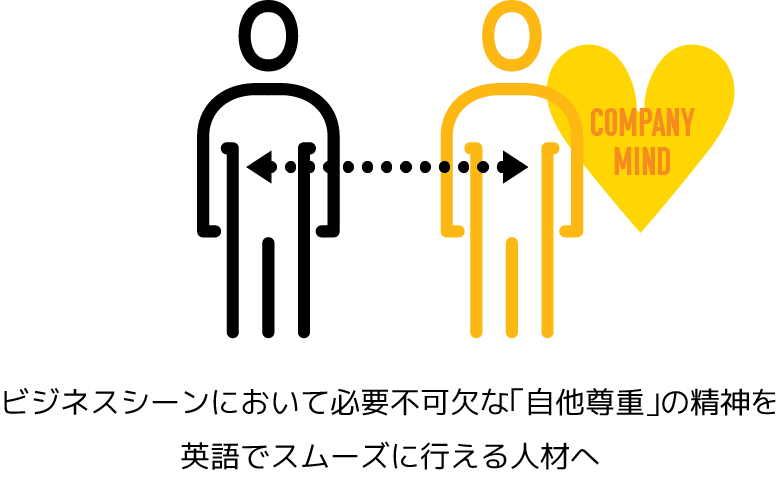 COMPANY
MIND
ビジネスシーンにおいて必要不可欠な「自他尊重」の精神を
英語でスムーズに行える人材へ